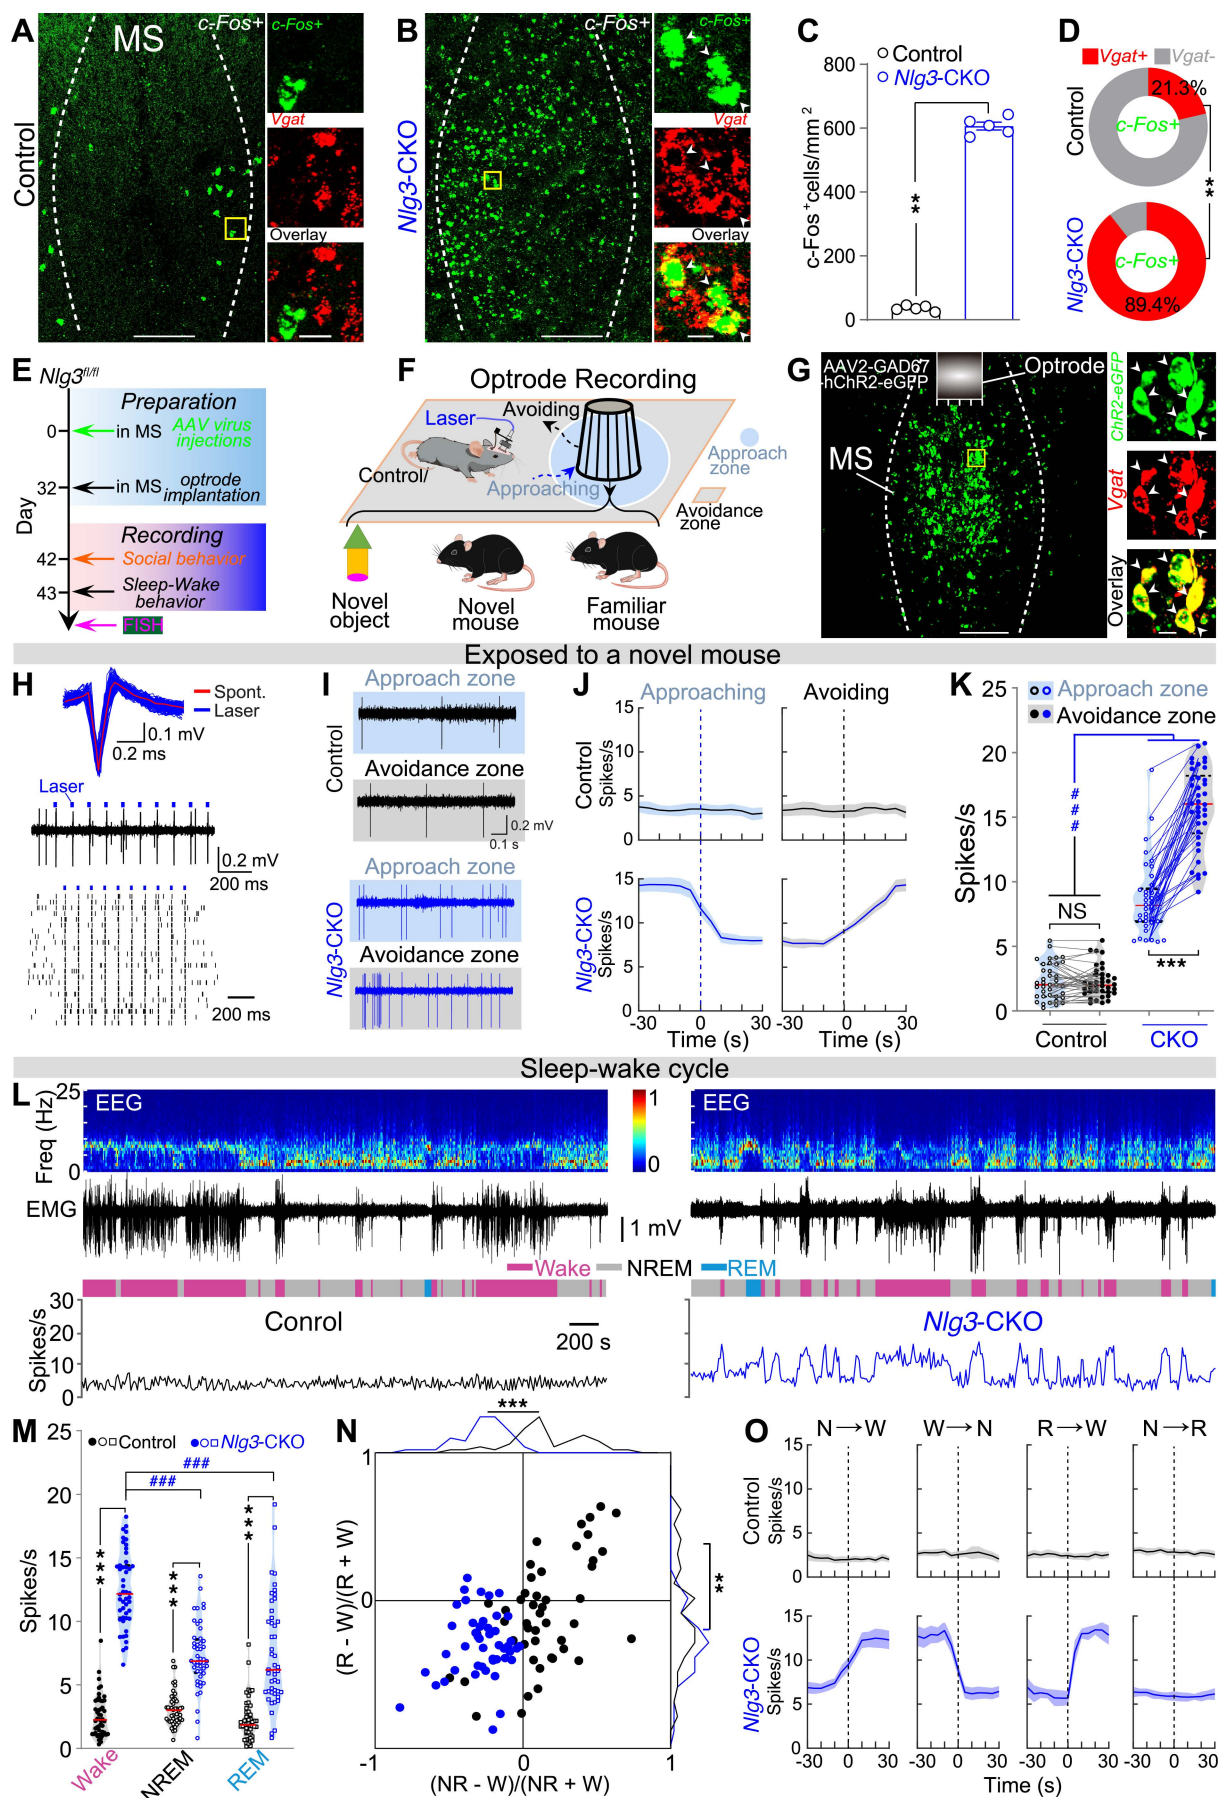 A
MS
c-Fos+
c-Fos+
Vgat
Overlay
Control
B
c-Fos+
c-Fos+
Vgat
Overlay
Nlg3-CKO
C
Control
Nlg3-CKO
800
600
400
200
0
c-Fos+cells/mm2
**
D
Vgat+ Vgat-
21.3%
c-Fos+
Control
**
c-Fos+
89.4%
Nlg3-CKO
E
Nlg3fl/fl
Preparation
0
in MS
AAV virus
injections
32
in MS
optrode
implantation
Day
Recording
42
Social behavior
43
Sleep-Wake
behavior
FISH
F
Optrode Recording
Laser
Avoiding
Control/
Approaching
Approach
zone
Avoidance
zone
Novel
object
Novel
mouse
Familiar
mouse
G
AAV2-GAD67
-hChR2-eGFP
Optrode
MS
ChR2-eGFP
Vgat
Overlay
Exposed to a novel mouse
H
Spont.
Laser
0.1 mV
0.2 ms
Laser
0.2 mV
200 ms
200 ms
I
Approach zone
Control
Avoidance zone
0.2 mV
0.1 s
Approach zone
Nlg3-CKO
Avoidance zone
J
Approaching
Avoiding
15
10
5
0
Control
Spikes/s
15
10
5
0
Nlg3-CKO
Spikes/s
-30 0 30
-30 0 30
Time (s)
Time (s)
K
Approach zone
Avoidance zone
25
20
15
10
5
0
Spikes/s
###
NS
***
Control
CKO
Sleep-wake cycle
L
25
0
Freq (Hz)
EEG
1
0
EEG
EMG
1 mV
Wake NREM REM
30
20
10
0
Spikes/s
Conrol
200 s
Nlg3-CKO
M
Control
Nlg3-CKO
25
20
15
10
5
0
Spikes/s
***
***
***
###
###
Wake
NREM
REM
N
***
**
1
0
-1
0
1
(R - W)/(R + W)
(NR - W)/(NR + W)
O
N→W
W→N
R→W
N→R
15
10
5
0
Control
Spikes/s
15
10
5
0
Nlg3-CKO
Spikes/s
-30 0 30
-30 0 30
-30 0 30
-30 0 30
Time (s)